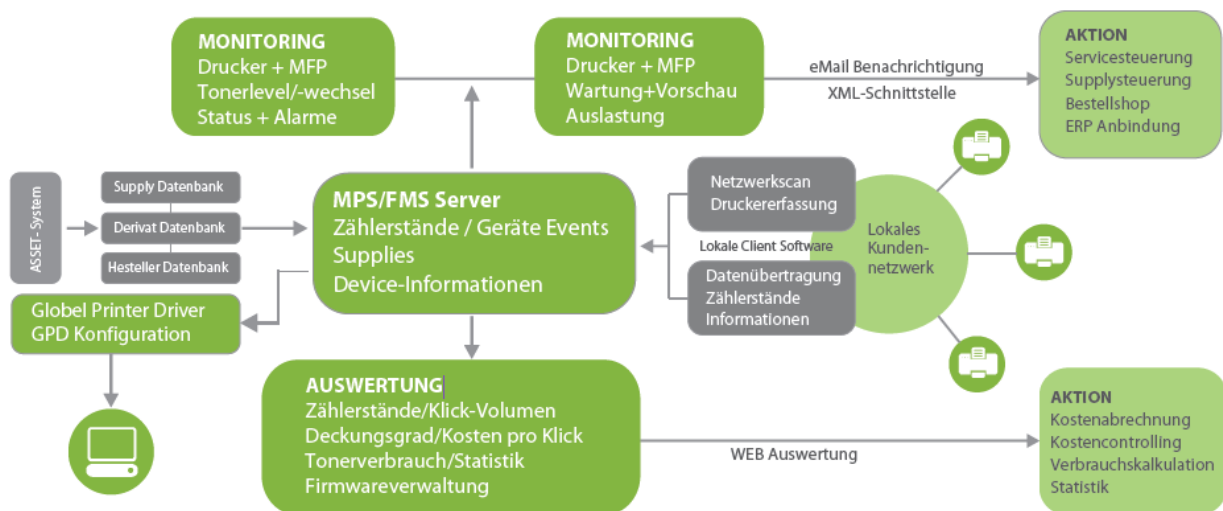 MONITORING
Drucker + MFP
Tonerlevel/-wechsel
Status + Alarme
MONITORING
Drucker + MFP
Wartung+Vorschau
Auslastung
eMail Benachrichtigung
XML-Schnittstelle
AKTION
Servicesteuerung
Supplysteuerung
Bestellshop
ERP Anbindung
ASSET- System
Supply Datenbank
Derivat Datenbank
Hesteller Datenbank
MPS/FMS Server
Zählerstände / Geräte Events
Supplies
Device-Informationen
Netzwerkscan
Druckererfassung
Lokale Client Software
Datenübertragung
Zählerstände
Informationen
Lokales
Kunden-
netzwerk
Globel Printer Driver
GPD Konfiguration
AUSWERTUNG
Zählerstände/Klick-Volumen
Deckungsgrad/Kosten pro Klick
Tonerverbrauch/Statistik
Firmwareverwaltung
WEB Auswertung
AKTION
Kostenabrechnung
Kostencontrolling
Verbrauchskalkulation
Statistik